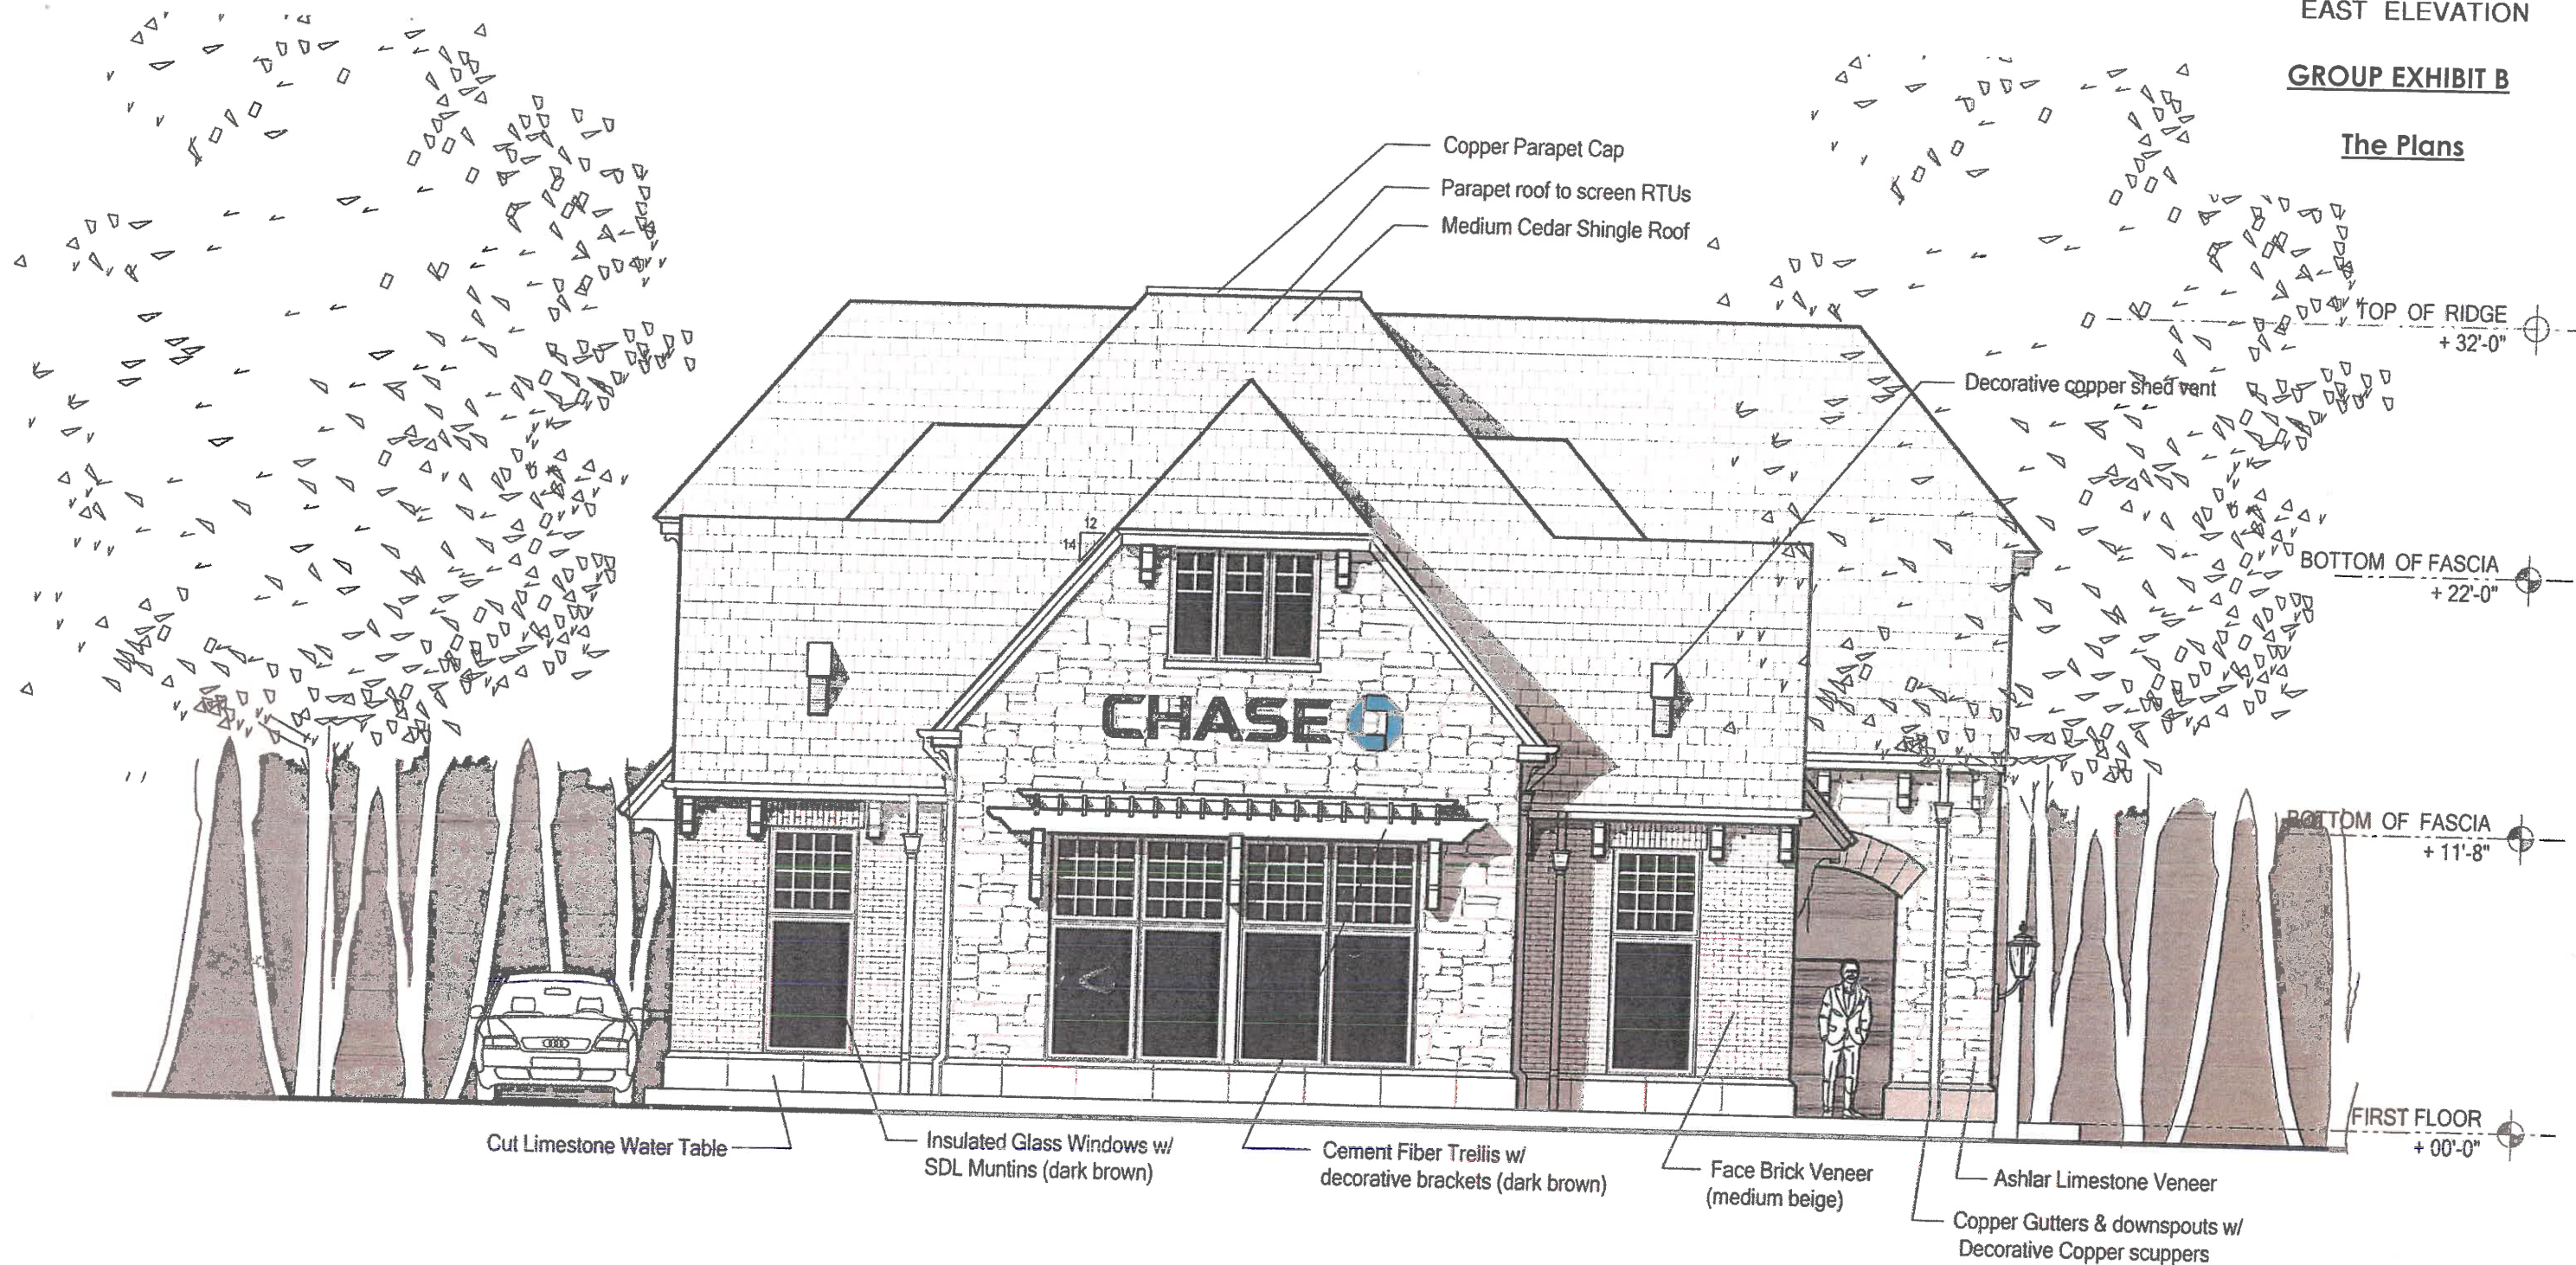 EAST ELEVATION
GROUP EXHIBIT B
The Plans
Copper Parapet Cap
Parapet roof to screen RTUs
Medium Cedar Shingle Roof
TOP OF RIDGE
+ 32'-0"
Decorative copper shed vent
12
14
BOTTOM OF FASCIA
+ 22'-0"
CHASE
BOTTOM OF FASCIA
+ 11'-8"
FIRST FLOOR
+ 00'-0"
Cut Limestone Water Table
Insulated Glass Windows w/
SDL Muntins (dark brown)
Cement Fiber Trellis w/
decorative brackets (dark brown)
Face Brick Veneer
(medium beige)
Ashlar Limestone Veneer
Copper Gutters & downspouts w/
Decorative Copper scuppers